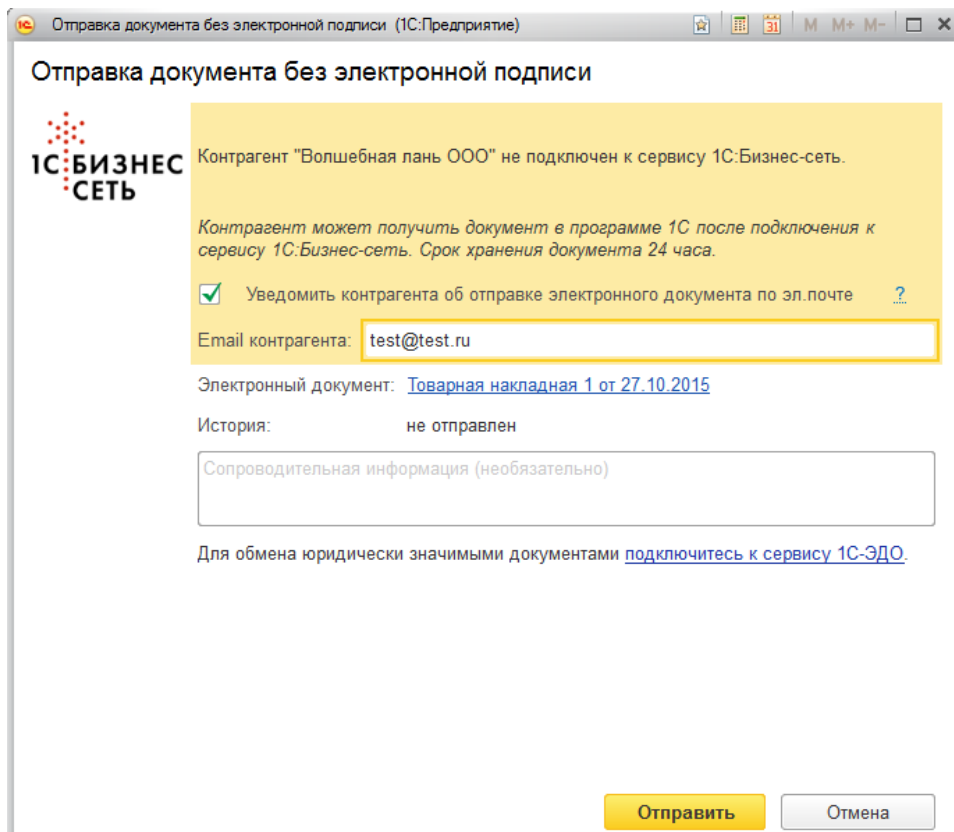 Отправка документа без электронной подписи (1С:Предприятие)
31 M M+ M-
Отправка документа без электронной подписи
1С:БИЗНЕС
СЕТЬ
Контрагент "Волшебная лань ООО" не подключен к сервису 1С:Бизнес-сеть.
Контрагент может получить документ в программе 1С после подключения к
сервису 1С:Бизнес-сеть. Срок хранения документа 24 часа.
Уведомить контрагента об отправке электронного документа по эл.почте ?
Email контрагента: test@test.ru
Электронный документ: Товарная накладная 1 от 27.10.2015
История: не отправлен
Сопроводительная информация (необязательно)
Для обмена юридически значимыми документами подключитесь к сервису 1С-ЭДО.
Отправить Отмена